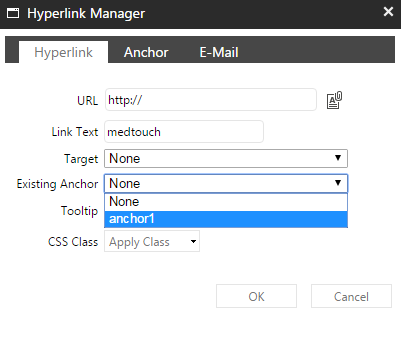 Hyperlink Manager
Hyperlink Anchor E-Mail
URL http://
Link Text medtouch
Target None
Existing Anchor None
None
Tooltip anchor1
CSS Class Apply Class
OK Cancel